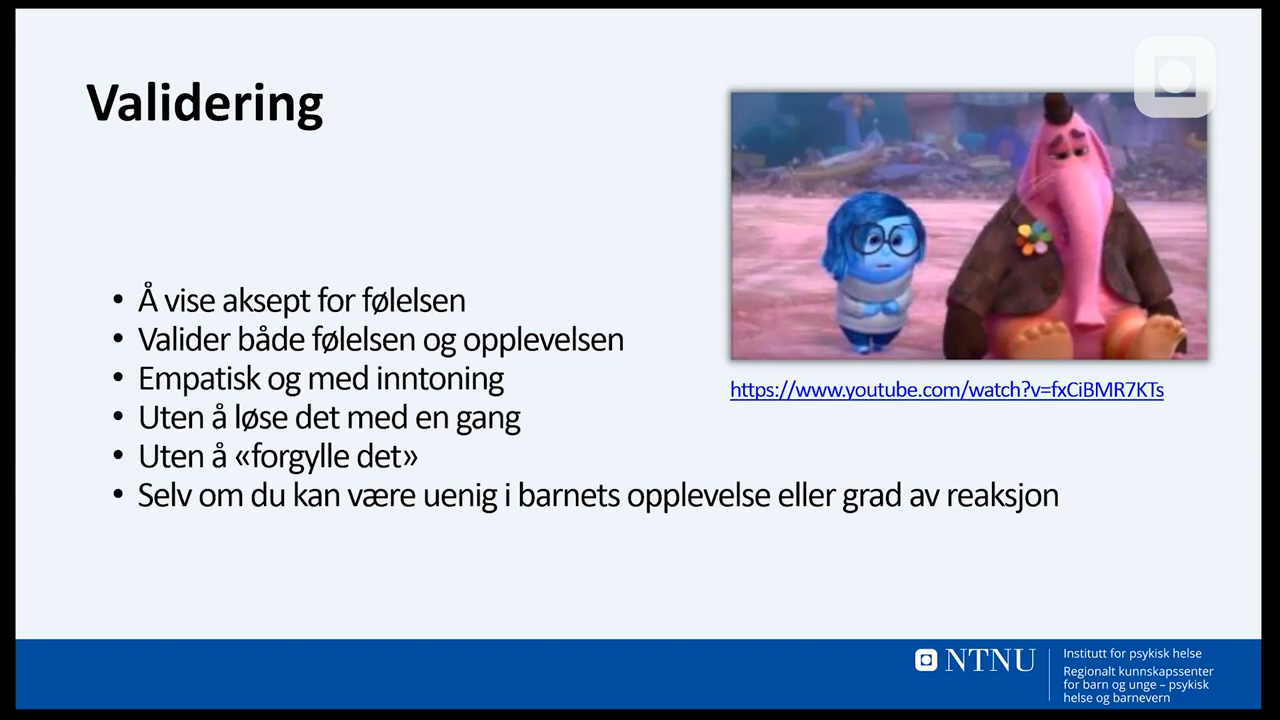 Validering
• Å vise aksept for følelsen
• Valider både følelsen og opplevelsen
• Empatisk og med inntoning
• Uten å løse det med en gang
• Uten å «forgylle det»
• Selv om du kan være uenig i barnets opplevelse eller grad av reaksjon
https://www.youtube.com/watch?v=fxCiBMR7KTs
NTNU
Institutt for psykisk helse
Regionalt kunnskapssenter
for barn og unge – psykisk
helse og barnevern